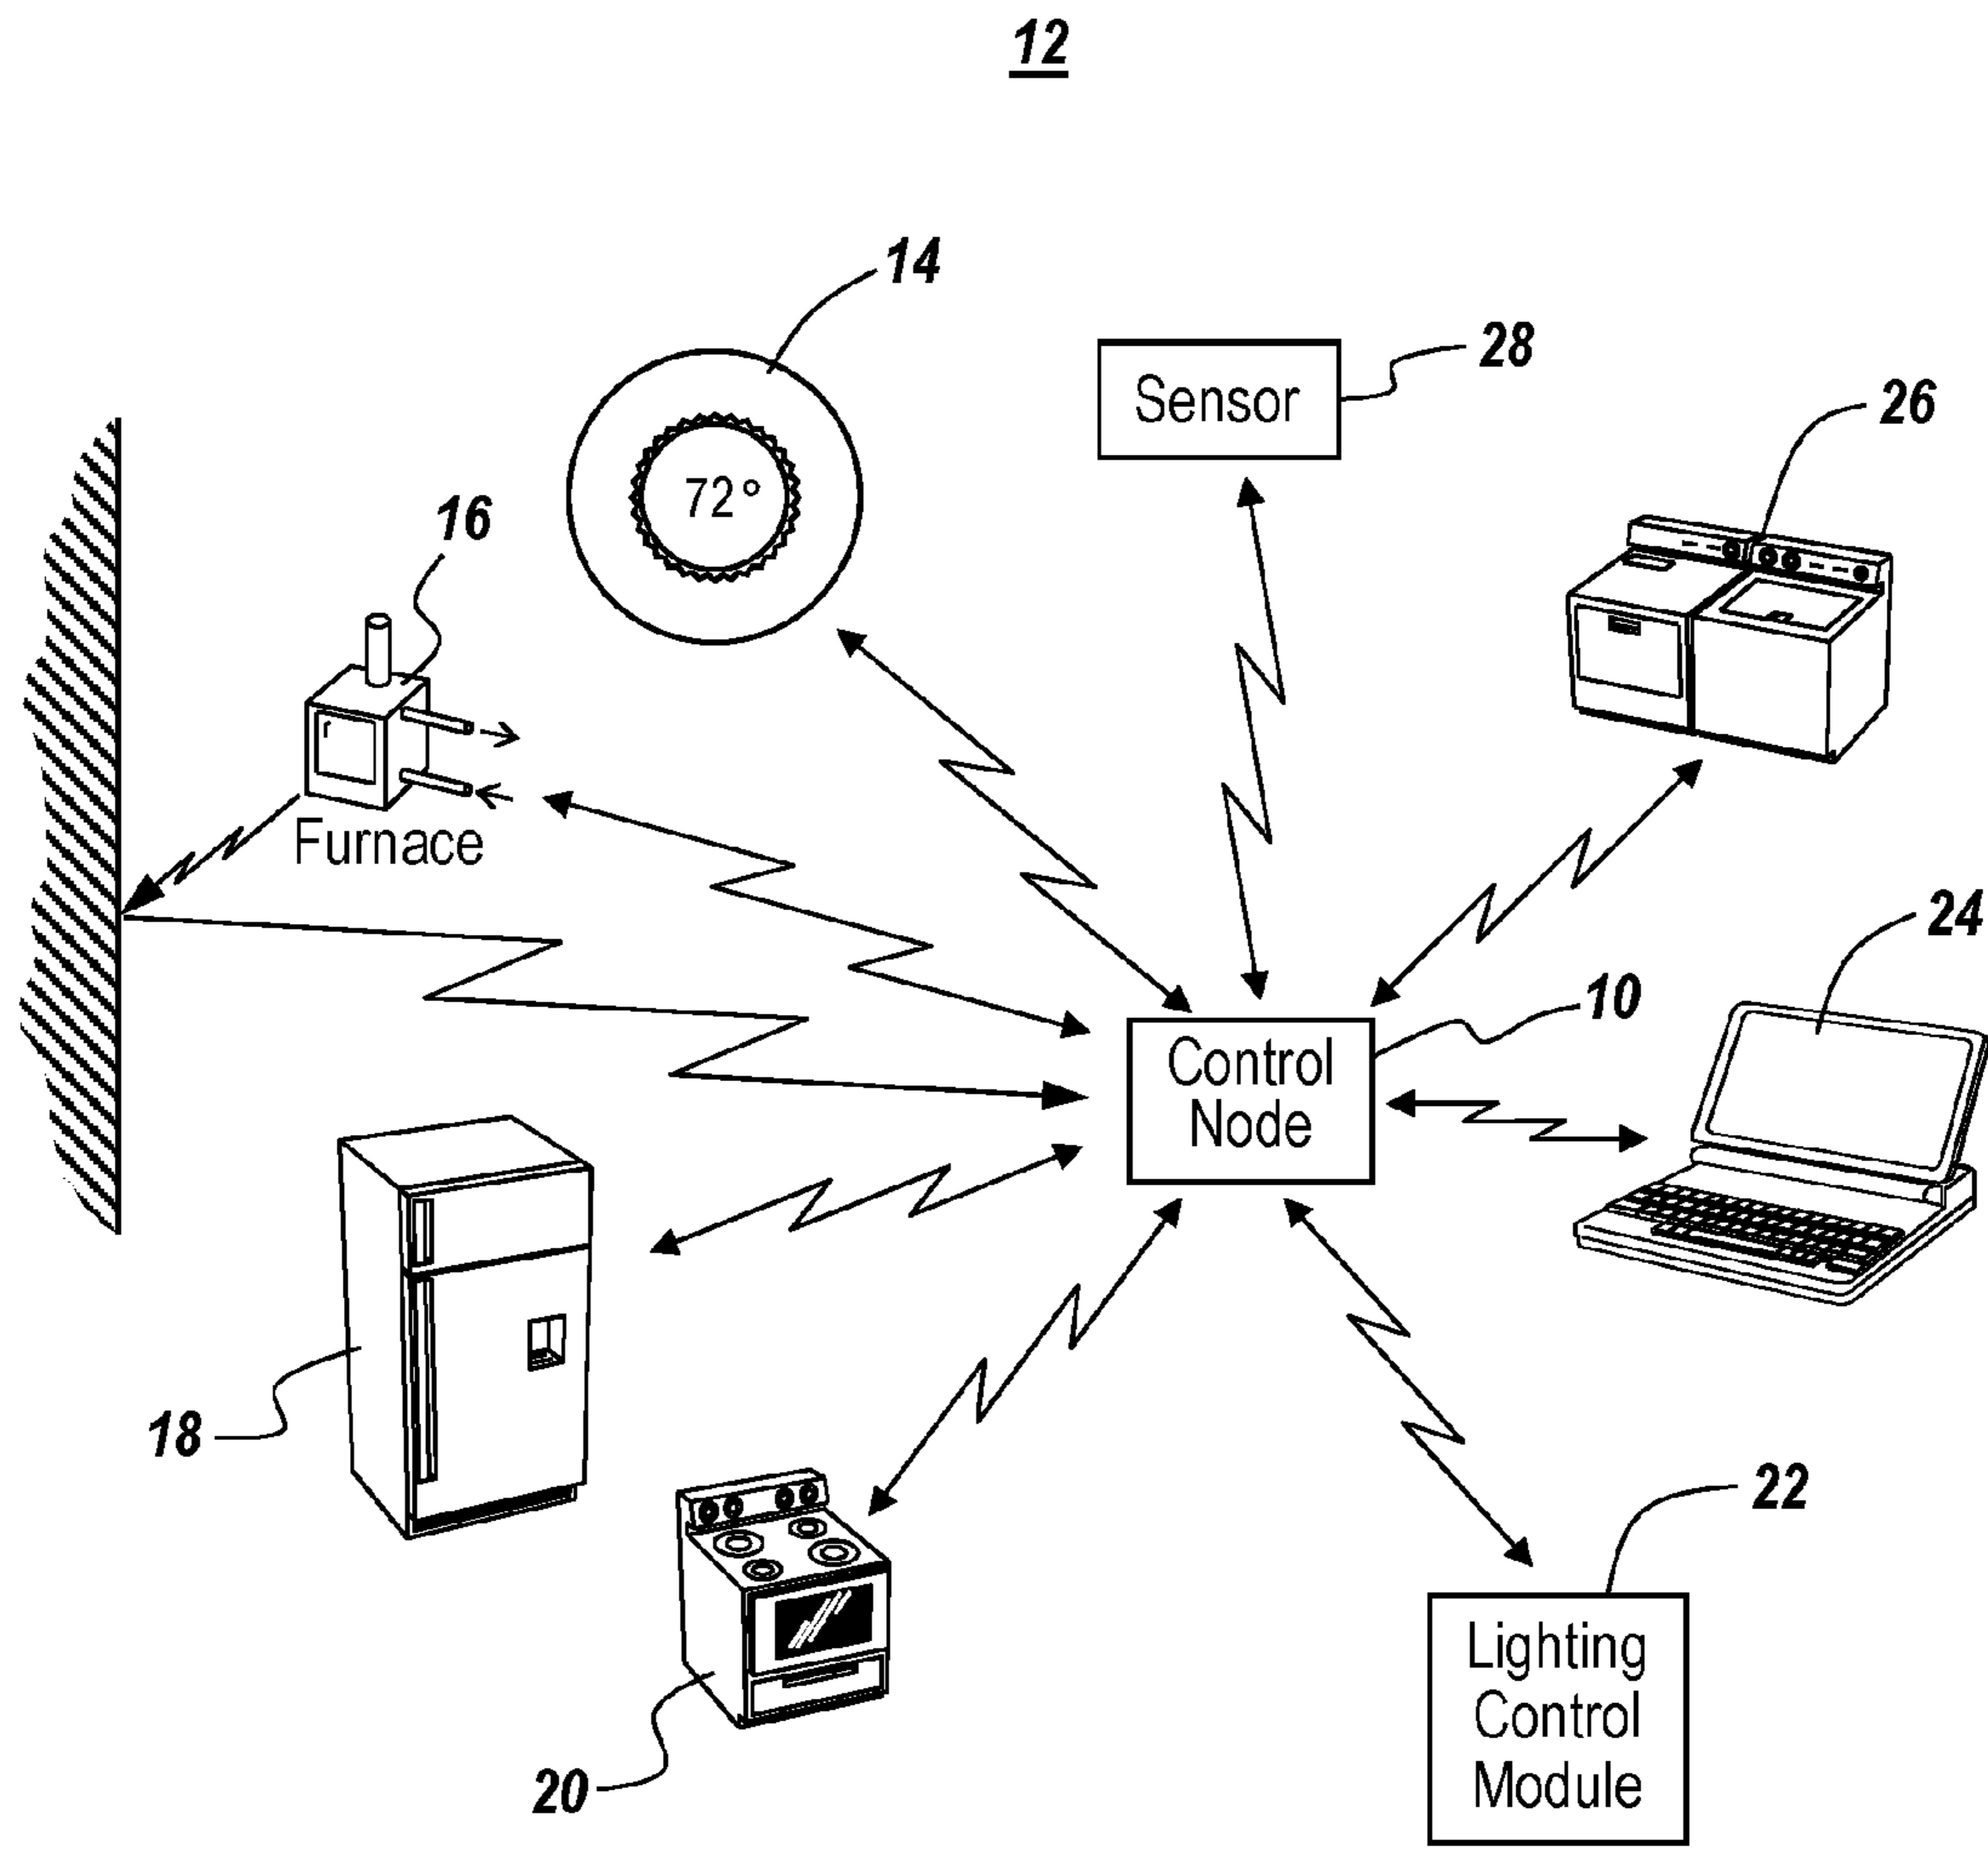 12
14
28
Sensor
26
72°
16
Furnace
24
10
Control
Node
18
22
20
Lighting
Control
Module